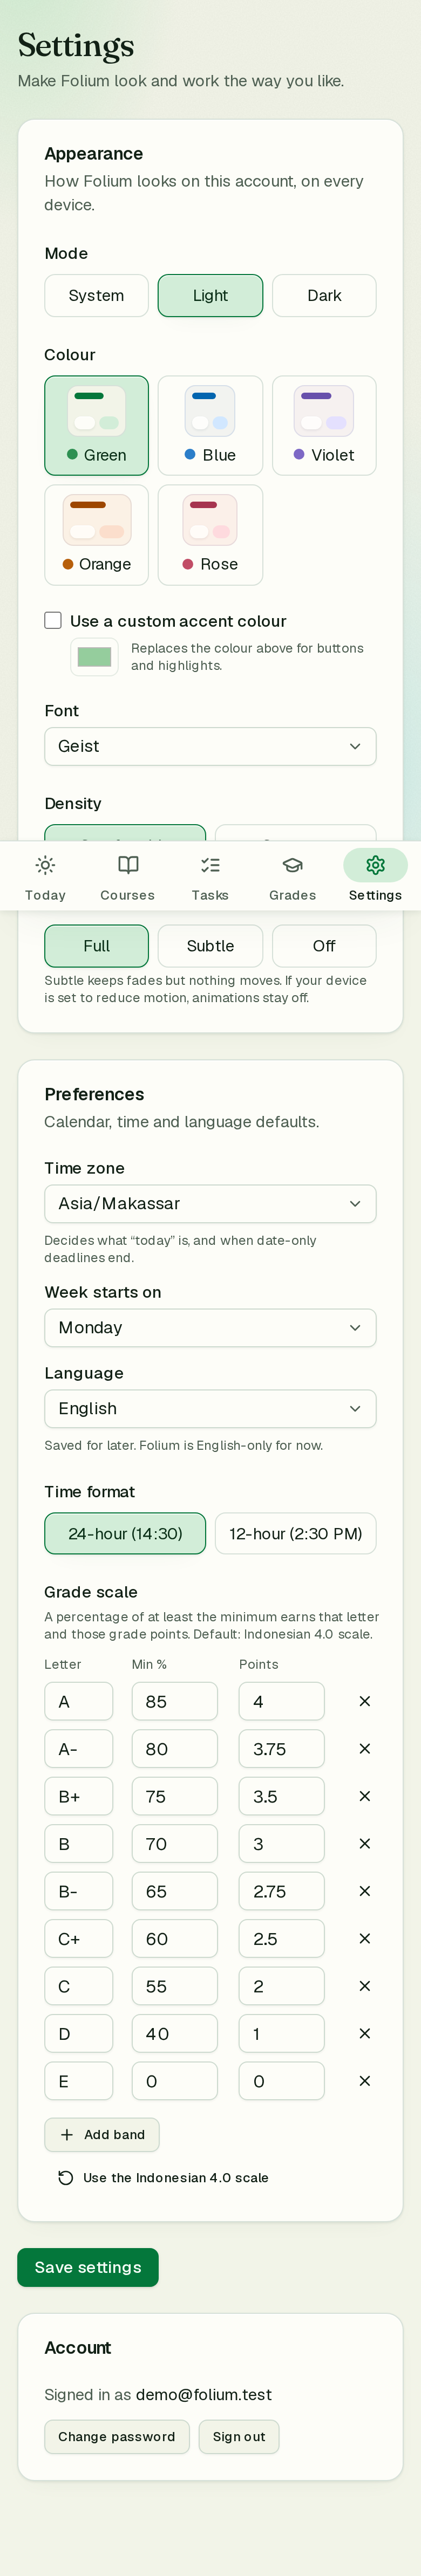 Settings
Make Folium look and work the way you like.
Appearance
How Folium looks on this account, on every
device.
Mode
System
Light
Dark
Colour
Green
Blue
Violet
Orange
Rose
Use a custom accent colour
Replaces the colour above for buttons
and highlights.
Font
Geist
Density
Today
Courses
Tasks
Grades
Settings
Full
Subtle
Off
Subtle keeps fades but nothing moves. If your device
is set to reduce motion, animations stay off.
Preferences
Calendar, time and language defaults.
Time zone
Asia/Makassar
Decides what “today” is, and when date-only
deadlines end.
Week starts on
Monday
Language
English
Saved for later. Folium is English-only for now.
Time format
24-hour (14:30)
12-hour (2:30 PM)
Grade scale
A percentage of at least the minimum earns that letter
and those grade points. Default: Indonesian 4.0 scale.
Letter Min % Points
A 85 4
A- 80 3.75
B+ 75 3.5
B 70 3
B- 65 2.75
C+ 60 2.5
C 55 2
D 40 1
E 0 0
Add band
Use the Indonesian 4.0 scale
Save settings
Account
Signed in as demo@folium.test
Change password
Sign out